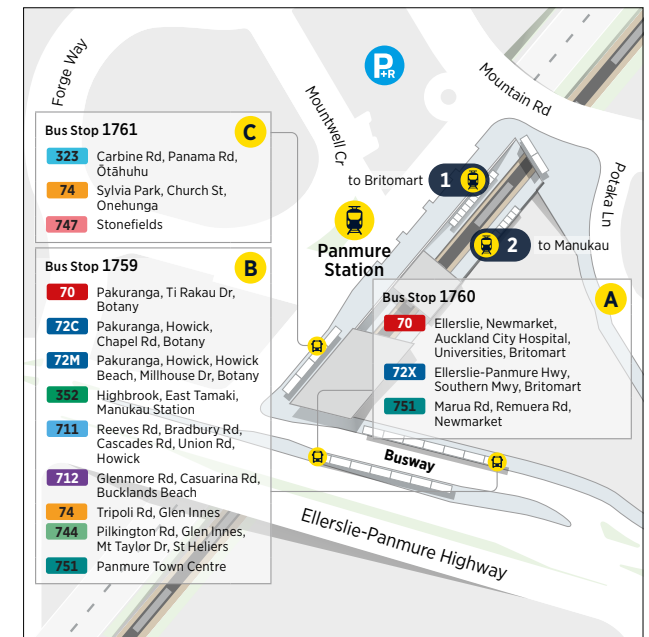 Forge Way
P+R
Mountain Rd
Mountwell Cr
Potaka Ln
Bus Stop 1761
C
323 Carbine Rd, Panama Rd,
Ōtāhuhu
74 Sylvia Park, Church St,
Onehunga
747 Stonefields
to Britomart 1
2 to Manukau
Panmure
Station
Bus Stop 1759
B
70 Pakuranga, Ti Rakau Dr,
Botany
72C Pakuranga, Howick,
Chapel Rd, Botany
72M Pakuranga, Howick, Howick
Beach, Millhouse Dr, Botany
352 Highbrook, East Tamaki,
Manukau Station
711 Reeves Rd, Bradbury Rd,
Cascades Rd, Union Rd,
Howick
712 Glenmore Rd, Casuarina Rd,
Bucklands Beach
74 Tripoli Rd, Glen Innes
744 Pilkington Rd, Glen Innes,
Mt Taylor Dr, St Heliers
751 Panmure Town Centre
Bus Stop 1760
A
70 Ellerslie, Newmarket,
Auckland City Hospital,
Universities, Britomart
72X Ellerslie-Panmure Hwy,
Southern Mwy, Britomart
751 Marua Rd, Remuera Rd,
Newmarket
Busway
Ellerslie-Panmure Highway